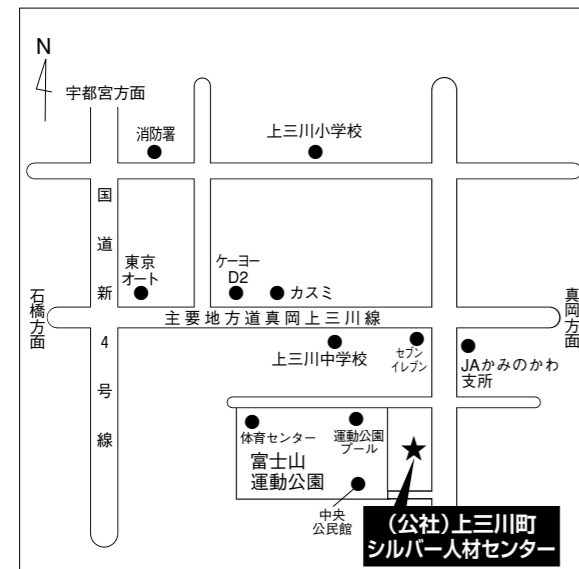 N
宇都宮方面
消防署
上三川小学校
国道新4号線
東京
オート
ケーヨー
D2
カスミ
石橋方面
真岡方面
主要地方道真岡上三川線
上三川中学校
セブン
イレブン
JAかみのかわ
支所
体育センター
運動公園
プール
富士山
運動公園
中央
公民館
(公社)上三川町
シルバー人材センター